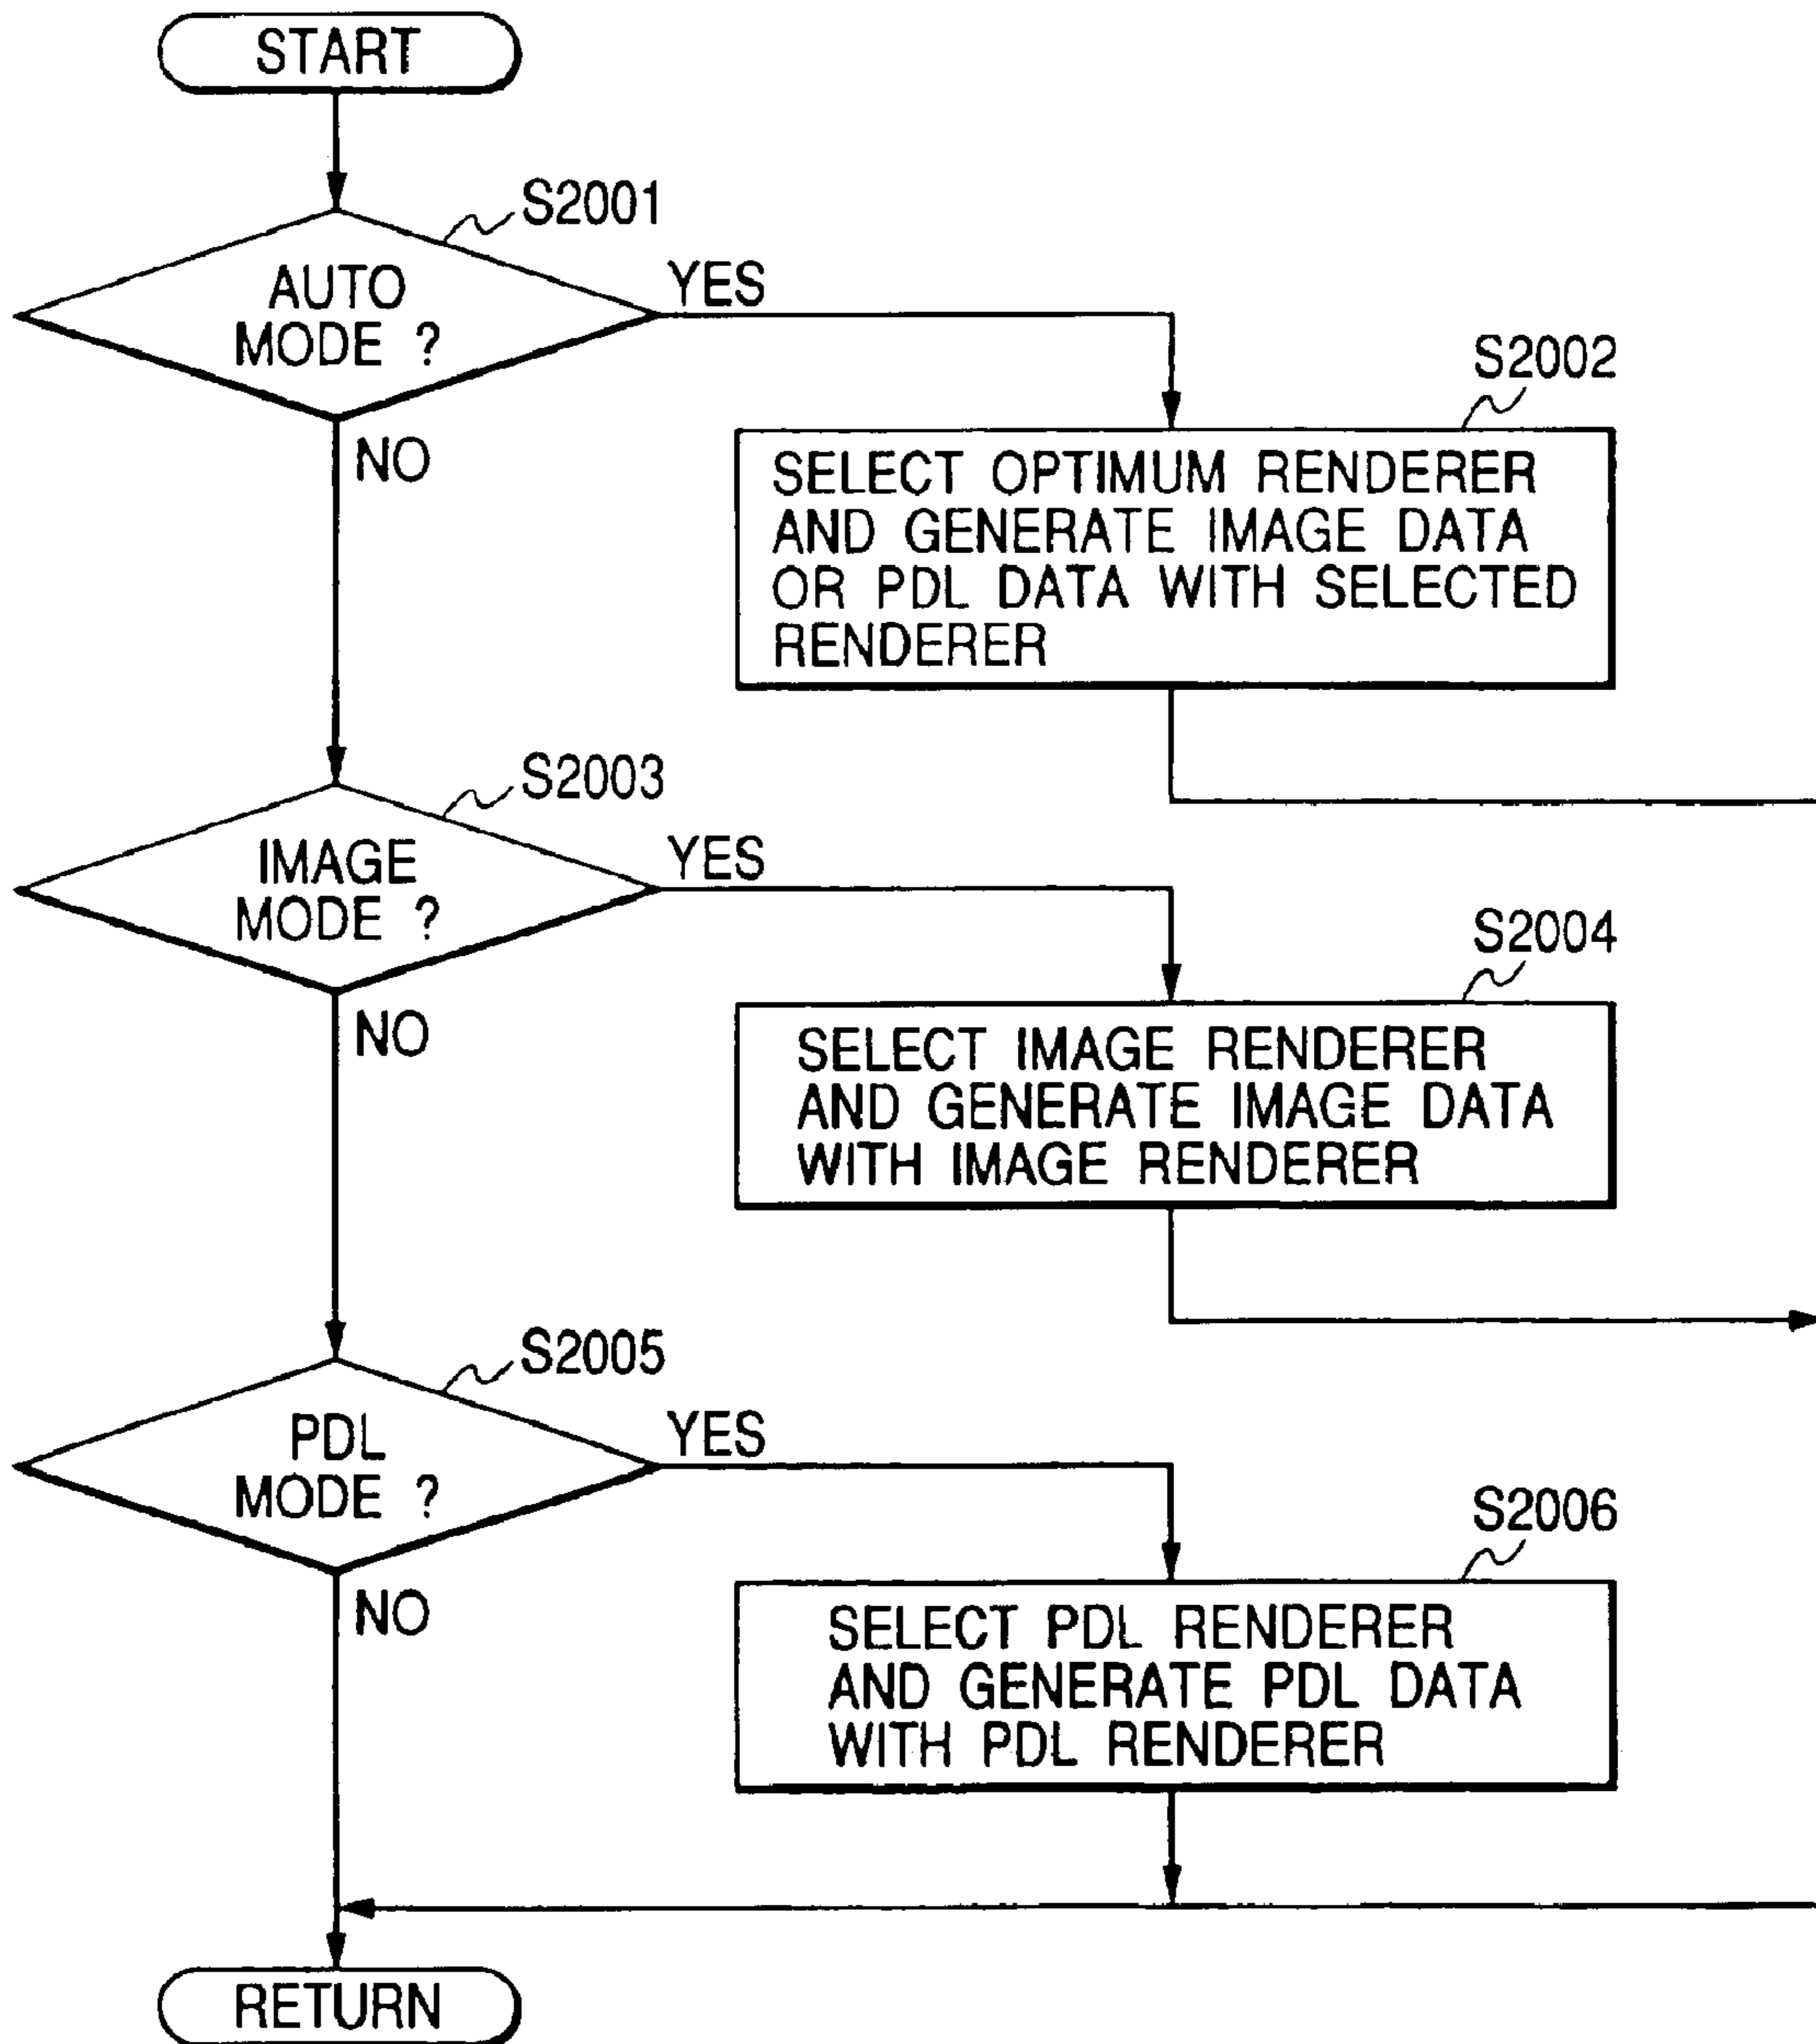 START
S2001
AUTO
MODE ?
YES
NO
S2002
SELECT OPTIMUM RENDERER
AND GENERATE IMAGE DATA
OR PDL DATA WITH SELECTED
RENDERER
S2003
IMAGE
MODE ?
YES
NO
S2004
SELECT IMAGE RENDERER
AND GENERATE IMAGE DATA
WITH IMAGE RENDERER
S2005
PDL
MODE ?
YES
NO
S2006
SELECT PDL RENDERER
AND GENERATE PDL DATA
WITH PDL RENDERER
RETURN